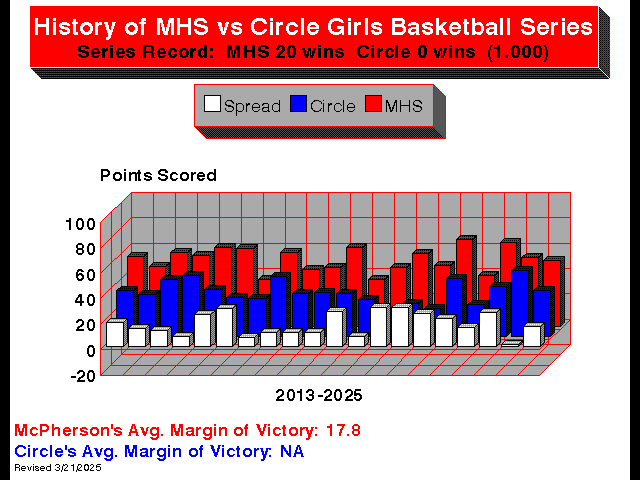 History of MHS vs Circle Girls Basketball Series
Series Record: MHS 20 wins Circle 0 wins (1.000)
Spread Circle MHS
Points Scored
100
80
60
40
20
0
-20
2013-2025
McPherson's Avg. Margin of Victory: 17.8
Circle's Avg. Margin of Victory: NA
Revised 3/21/2025